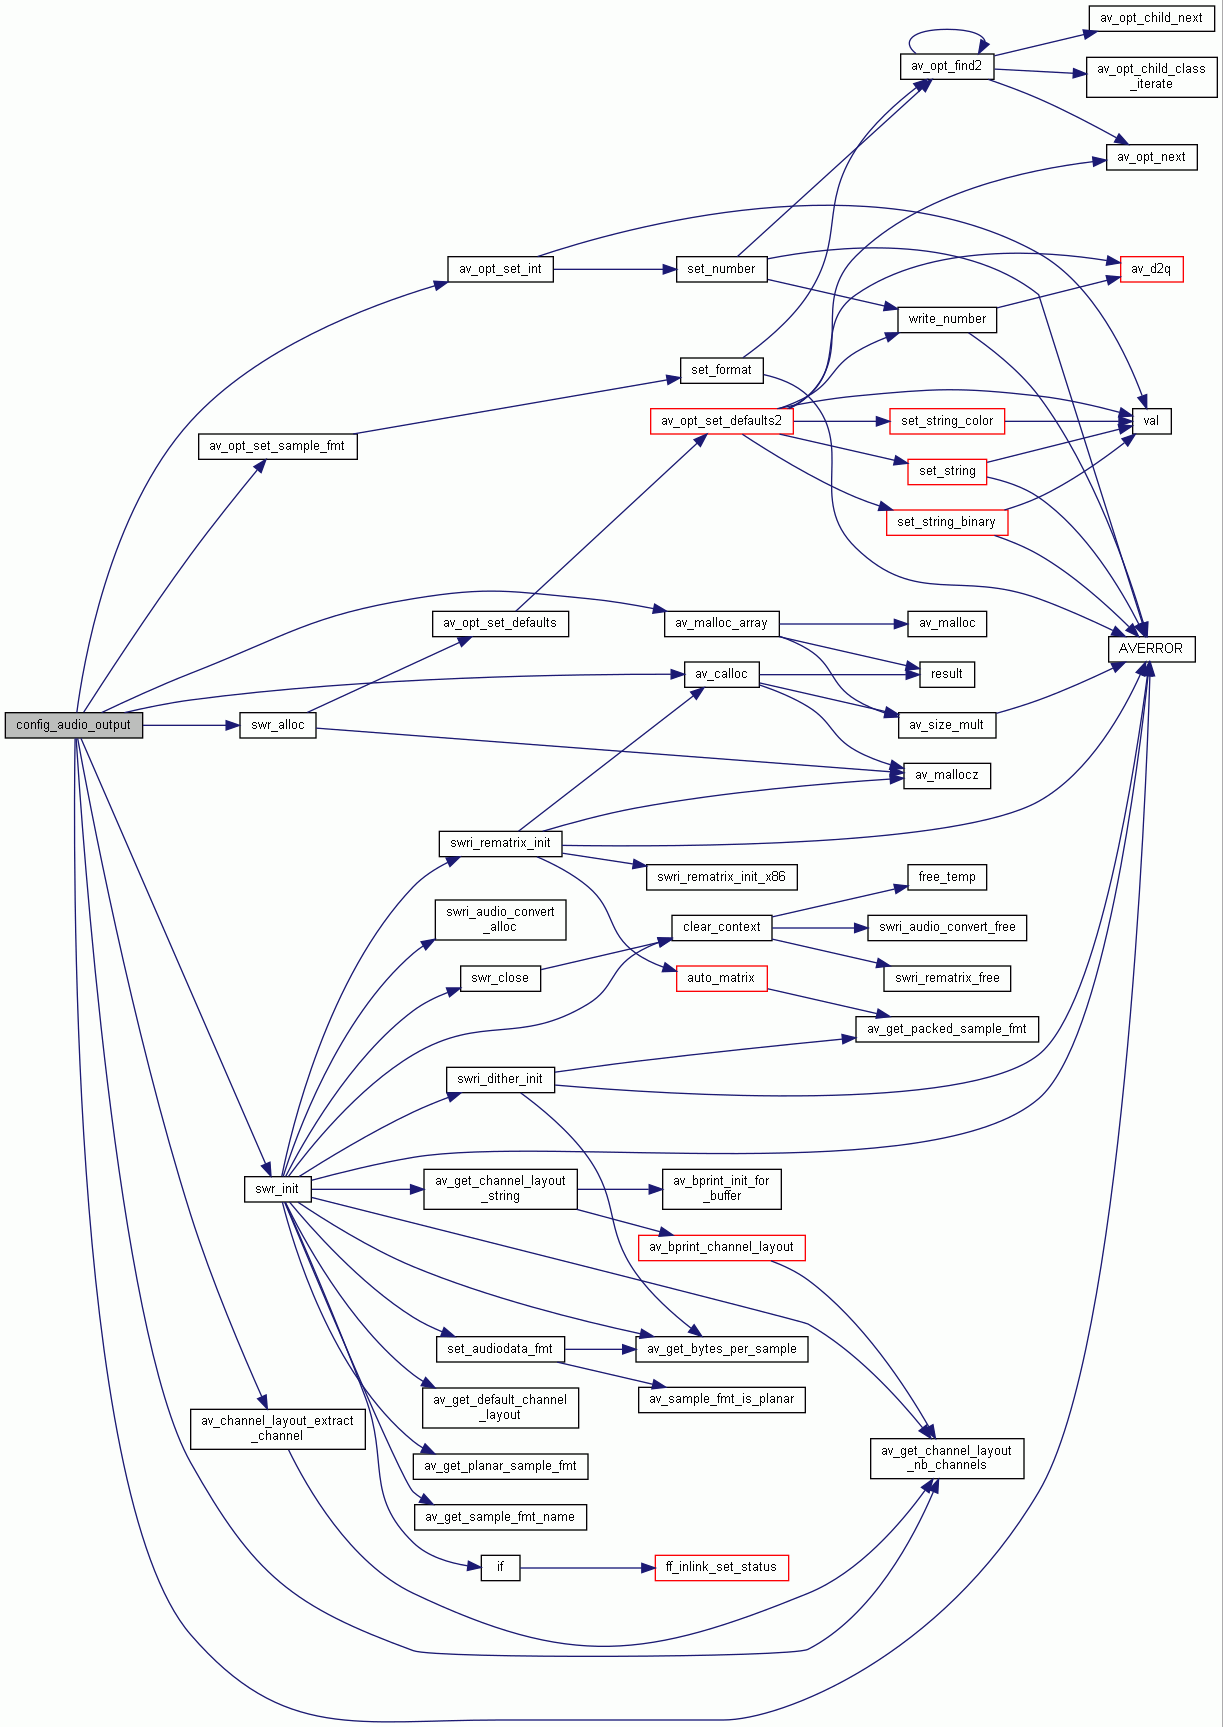 av_opt_child_next
av_opt_find2
av_opt_child_class
_iterate
av_opt_next
av_opt_set_int
set_number
av_d2q
write_number
set_format
av_opt_set_defaults2
set_string_color
val
av_opt_set_sample_fmt
set_string
set_string_binary
av_opt_set_defaults
av_malloc_array
av_malloc
AVERROR
av_calloc
result
config_audio_output
swr_alloc
av_size_mult
av_mallocz
swri_rematrix_init
swri_rematrix_init_x86
free_temp
swri_audio_convert
_alloc
clear_context
swri_audio_convert_free
swr_close
auto_matrix
swri_rematrix_free
av_get_packed_sample_fmt
swri_dither_init
swr_init
av_get_channel_layout
_string
av_bprint_init_for
_buffer
av_bprint_channel_layout
set_audiodata_fmt
av_get_bytes_per_sample
av_get_default_channel
_layout
av_sample_fmt_is_planar
av_channel_layout_extract
_channel
av_get_channel_layout
_nb_channels
av_get_planar_sample_fmt
av_get_sample_fmt_name
if
ff_inlink_set_status